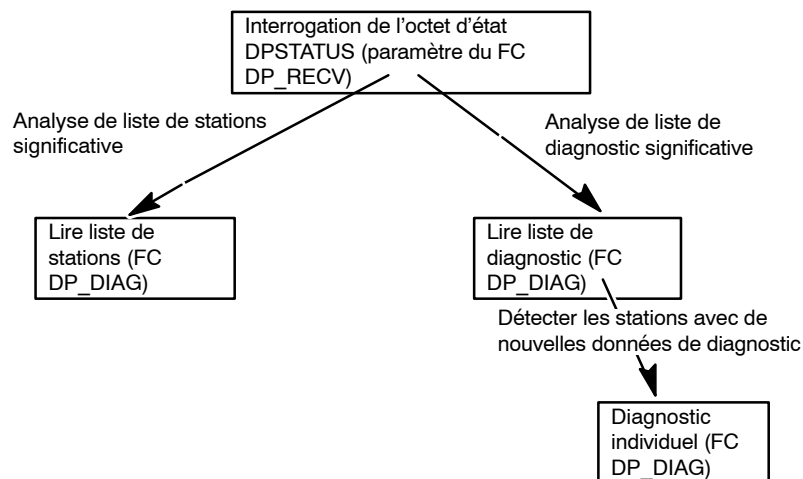 Interrogation de l'octet d'état
DPSTATUS (paramètre du FC
DP_RECV)
Analyse de liste de stations
significative
Analyse de liste de
diagnostic significative
Lire liste de
stations (FC
DP_DIAG)
Lire liste de
diagnostic (FC
DP_DIAG)
Détecter les stations avec de
nouvelles données de diagnostic
Diagnostic
individuel (FC
DP_DIAG)